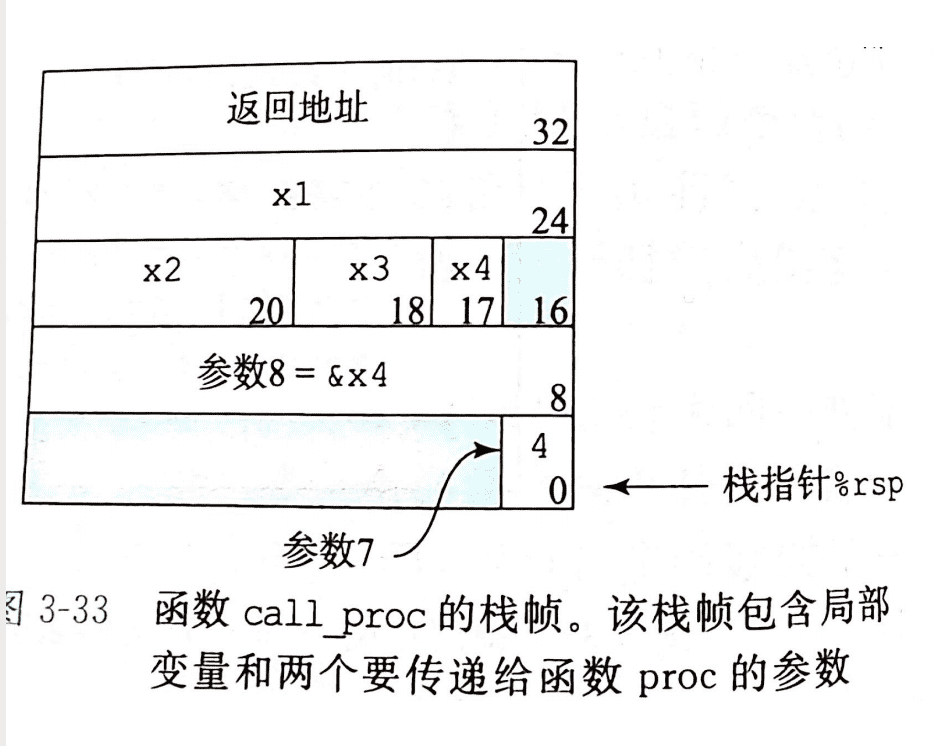 返回地址
32
x1
24
x2
20
x3
18
x4
17
16
参数8 = &x4
8
4
0
栈指针%rsp
参数7
图 3-33 函数 call_proc 的栈帧。该栈帧包含局部
变量和两个要传递给函数 proc 的参数